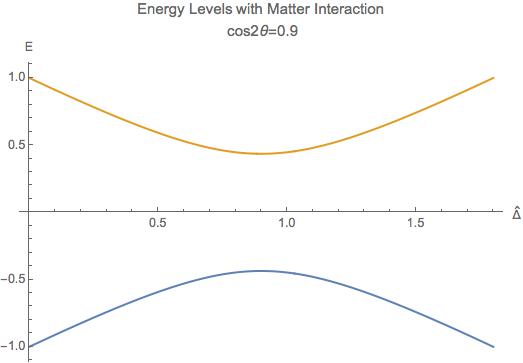 Energy Levels with Matter Interaction
cos2θ=0.9
E
1.0
0.5
0.5 1.0 1.5 Δ̂
−0.5
−1.0